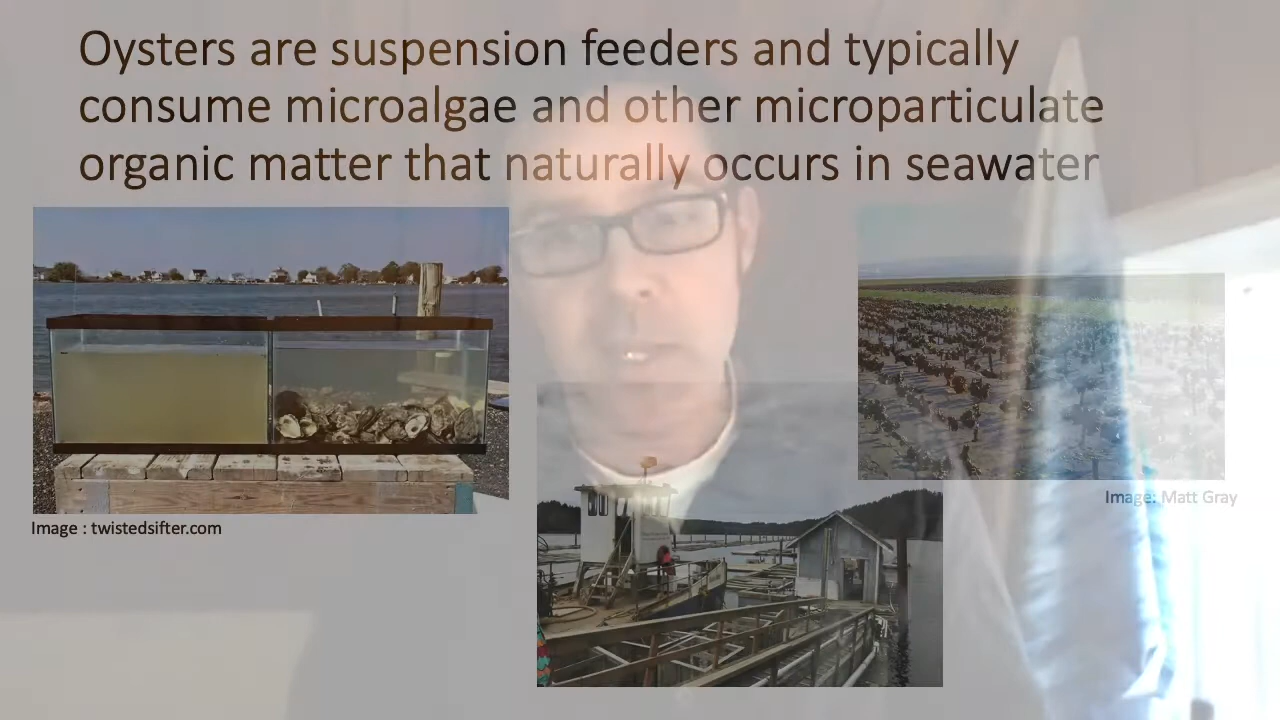 Oysters are suspension feeders and typically
consume microalgae and other microparticulate
organic matter that naturally occurs in seawater
Image : twistedsifter.com
Image: Matt Gray